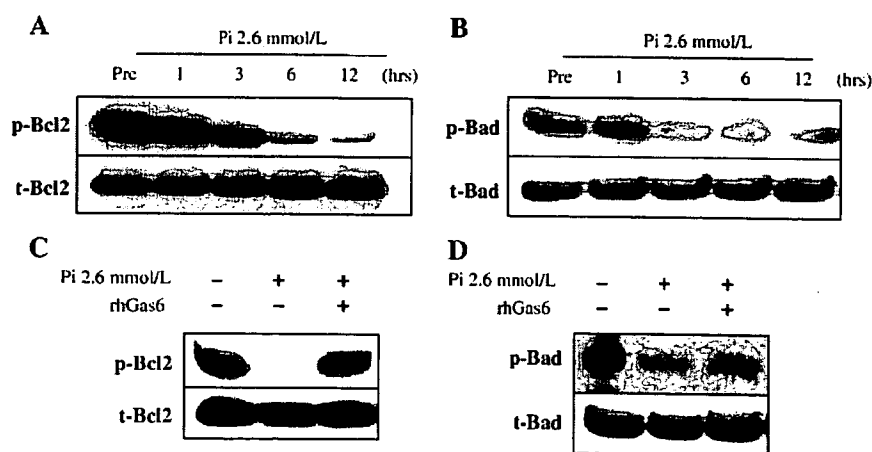 A
Pi 2.6 mmol/L
Pre 1 3 6 12 (hrs)
p-Bcl2
t-Bcl2
B
Pi 2.6 mmol/L
Pre 1 3 6 12 (hrs)
p-Bad
t-Bad
C
Pi 2.6 mmol/L - + +
rhGas6 - - +
p-Bcl2
t-Bcl2
D
Pi 2.6 mmol/L - + +
rhGas6 - - +
p-Bad
t-Bad